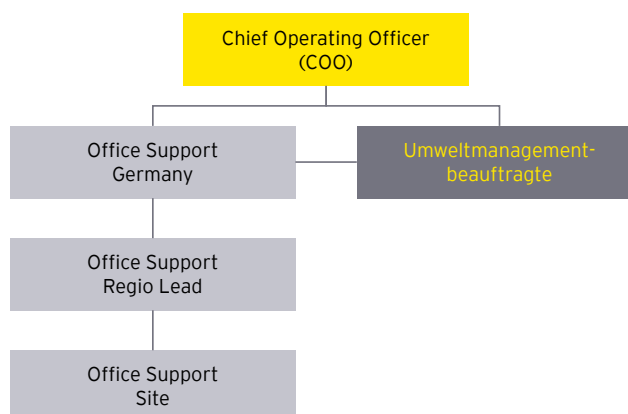 Chief Operating Officer
(COO)
Office Support
Germany
Umweltmanagement-
beauftragte
Office Support
Regio Lead
Office Support
Site